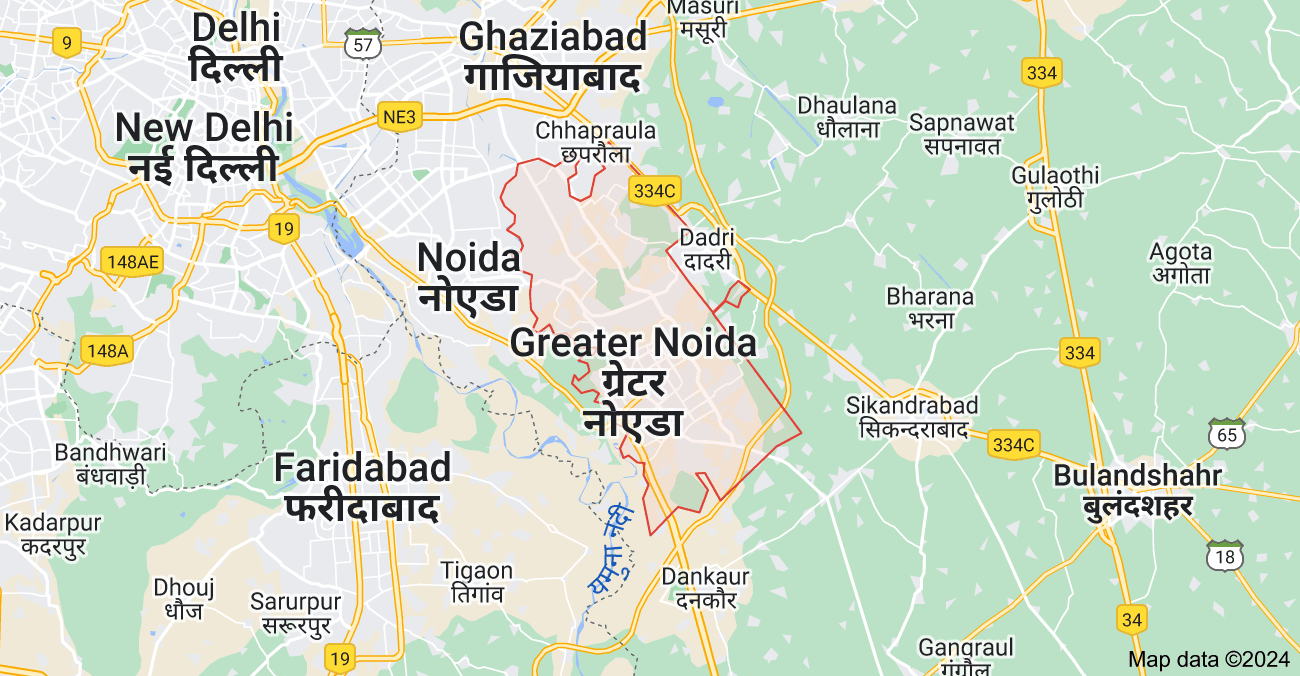 Masuri
मसूरी
Delhi
दिल्ली
9
57
Ghaziabad
गाजियाबाद
334
NE3
Dhaulana
धौलाना
Sapnawat
सपनावत
New Delhi
नई दिल्ली
Chhapraula
छपरौला
334C
Gulaothi
गुलोठी
19
148AE
Noida
नोएडा
Dadri
दादरी
Agota
अगोता
Bharana
भरना
148A
Greater Noida
ग्रेटर
नोएडा
334
Sikandrabad
सिकन्दराबाद
334C
65
Bandhwari
बंधवाड़ी
Faridabad
फरीदाबाद
Bulandshahr
बुलंदशहर
Kadarpur
कदरपुर
यमुना नदी
18
Dhouj
धौज
Sarurpur
सरूरपुर
Tigaon
तिगांव
Dankaur
दनकौर
34
19
Gangraul
गंगरौल
Map data ©2024